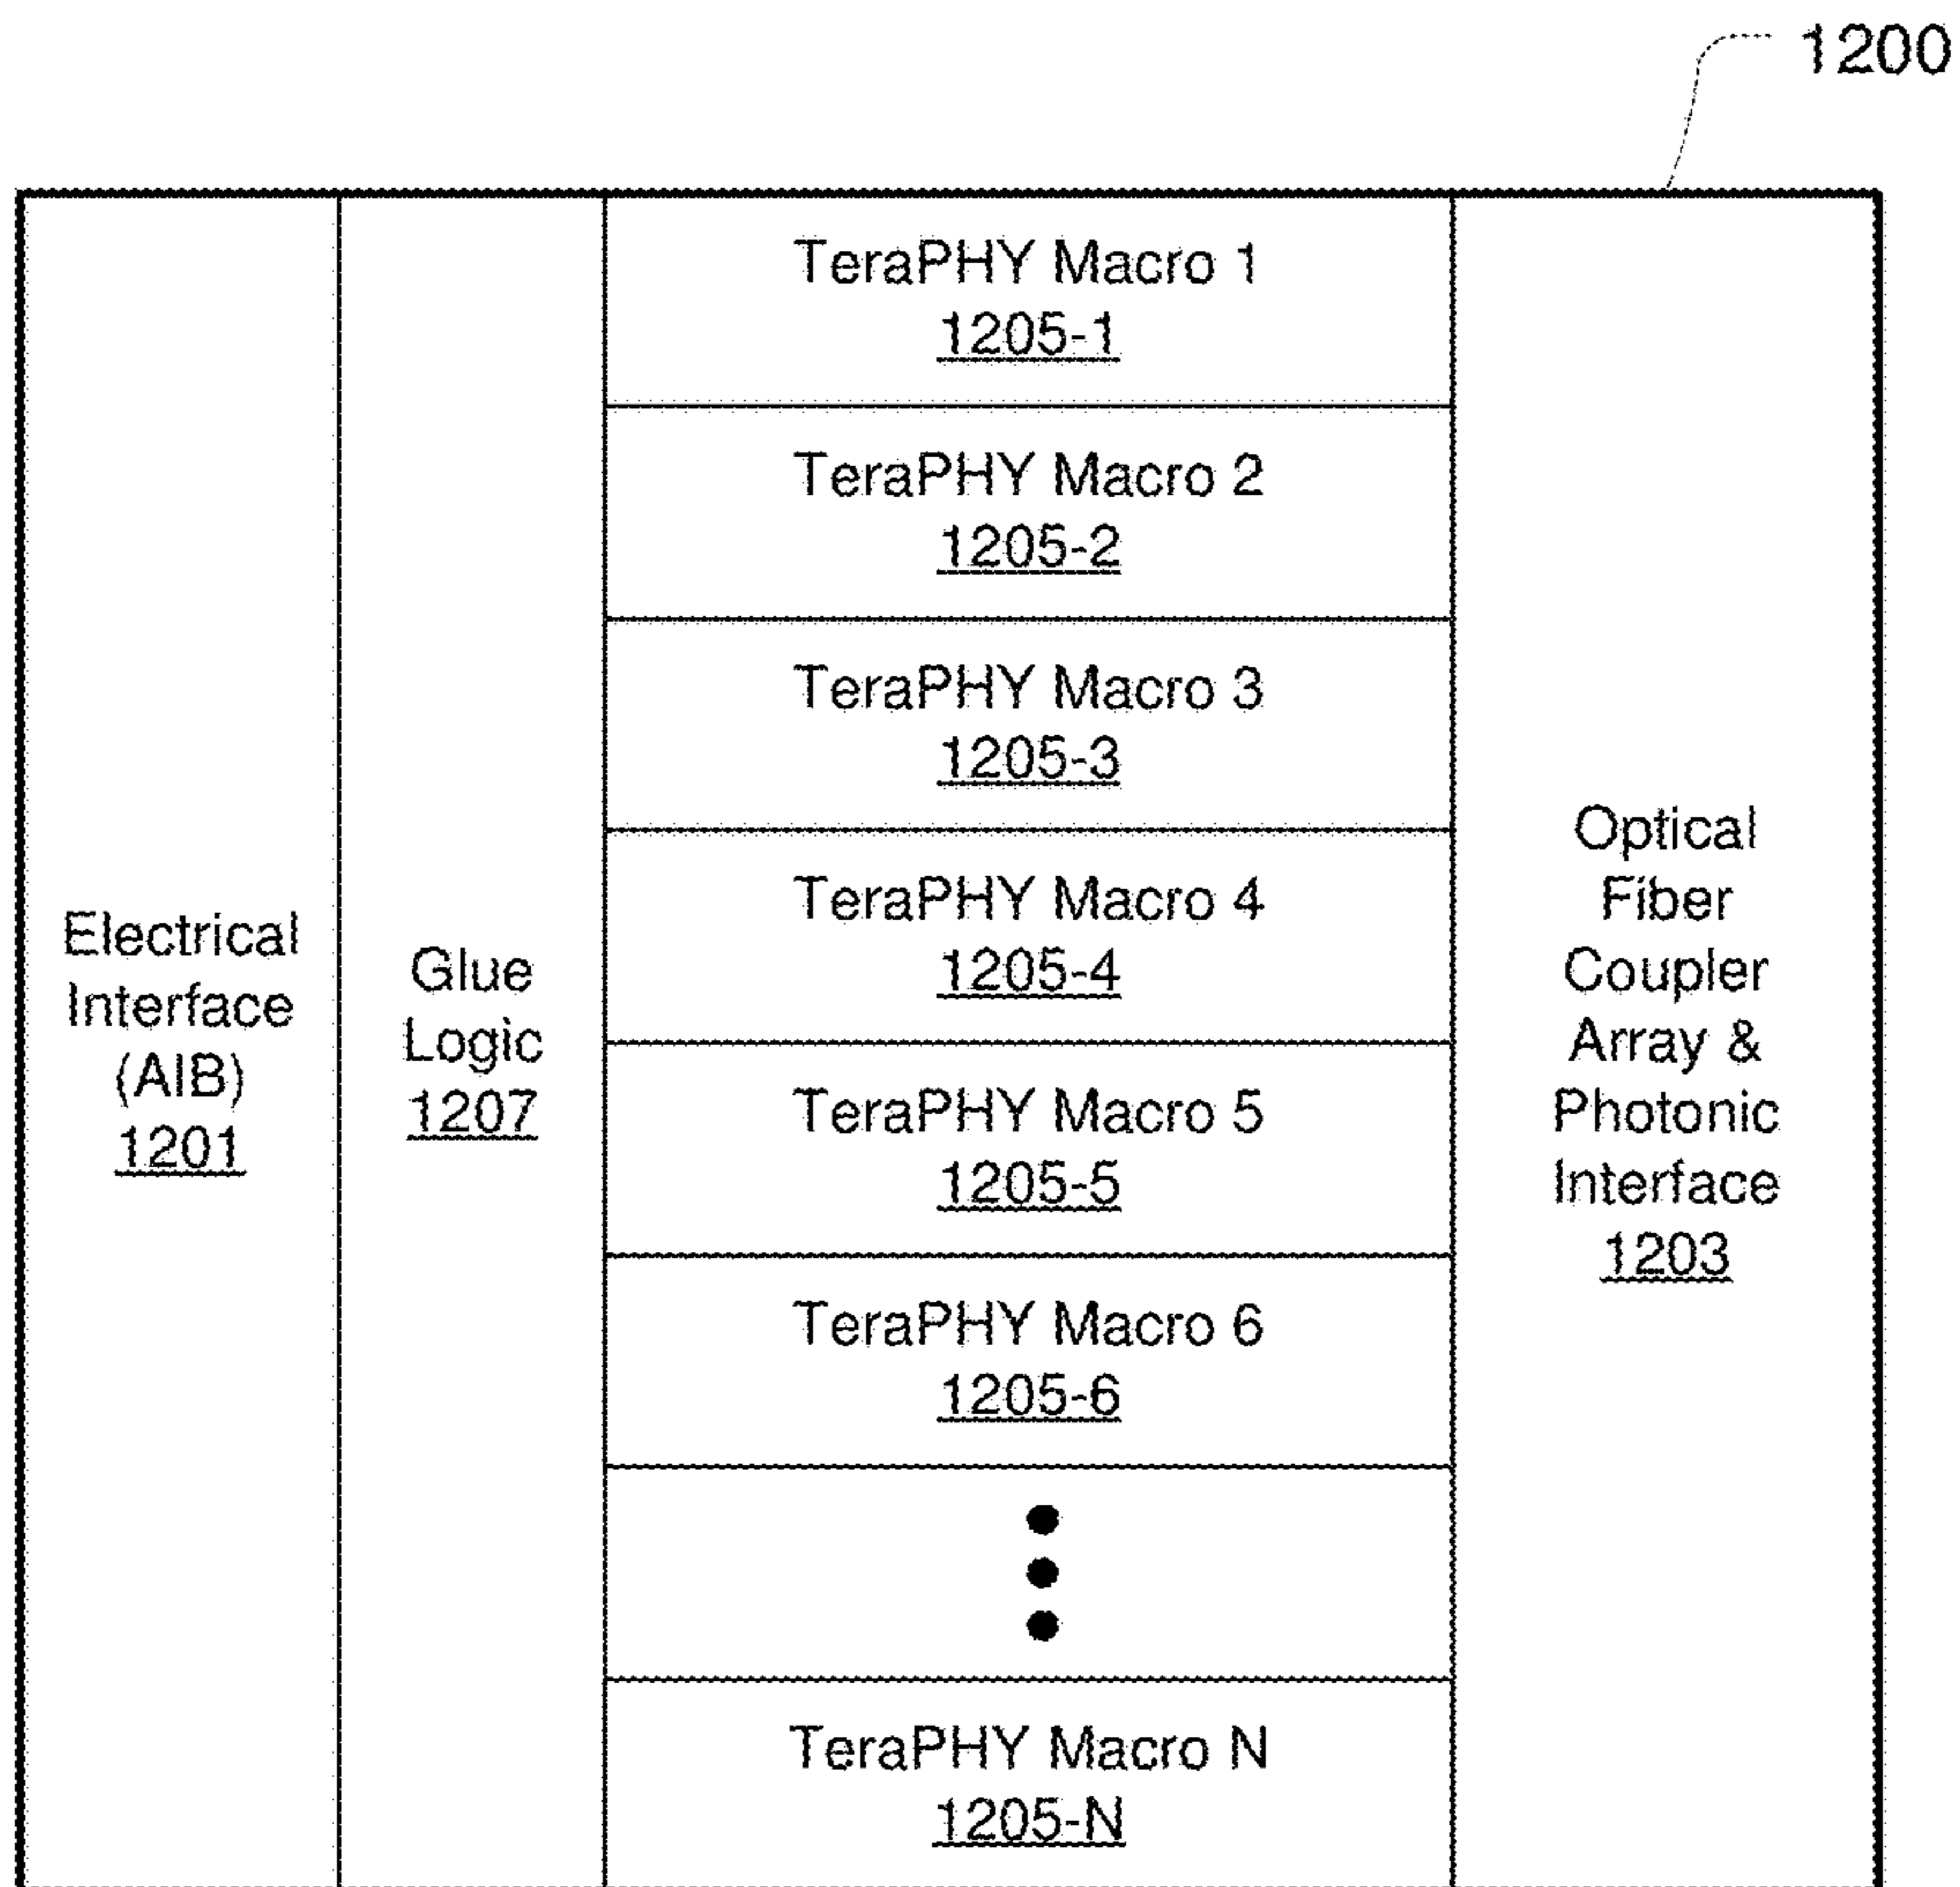 1200
Electrical
Interface
(AIB)
1201
Glue
Logic
1207
TeraPHY Macro 1
1205-1
TeraPHY Macro 2
1205-2
TeraPHY Macro 3
1205-3
TeraPHY Macro 4
1205-4
TeraPHY Macro 5
1205-5
TeraPHY Macro 6
1205-6
TeraPHY Macro N
1205-N
Optical
Fiber
Coupler
Array &
Photonic
Interface
1203